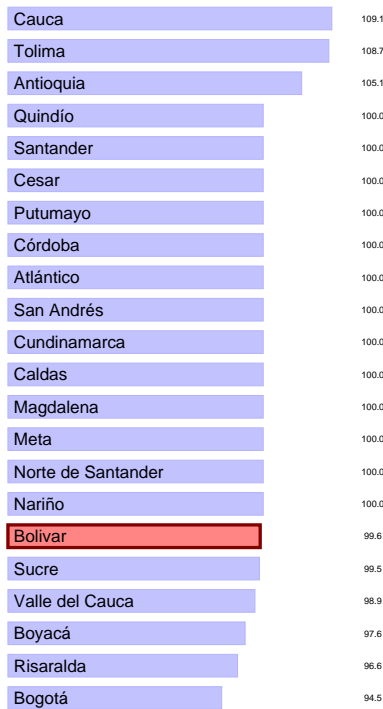 Cauca 109.1
Tolima 108.7
Antioquia 105.1
Quindío 100.0
Santander 100.0
Cesar 100.0
Putumayo 100.0
Córdoba 100.0
Atlántico 100.0
San Andrés 100.0
Cundinamarca 100.0
Caldas 100.0
Magdalena 100.0
Meta 100.0
Norte de Santander 100.0
Nariño 100.0
Bolivar 99.6
Sucre 99.5
Valle del Cauca 98.9
Boyacá 97.6
Risaralda 96.6
Bogotá 94.5